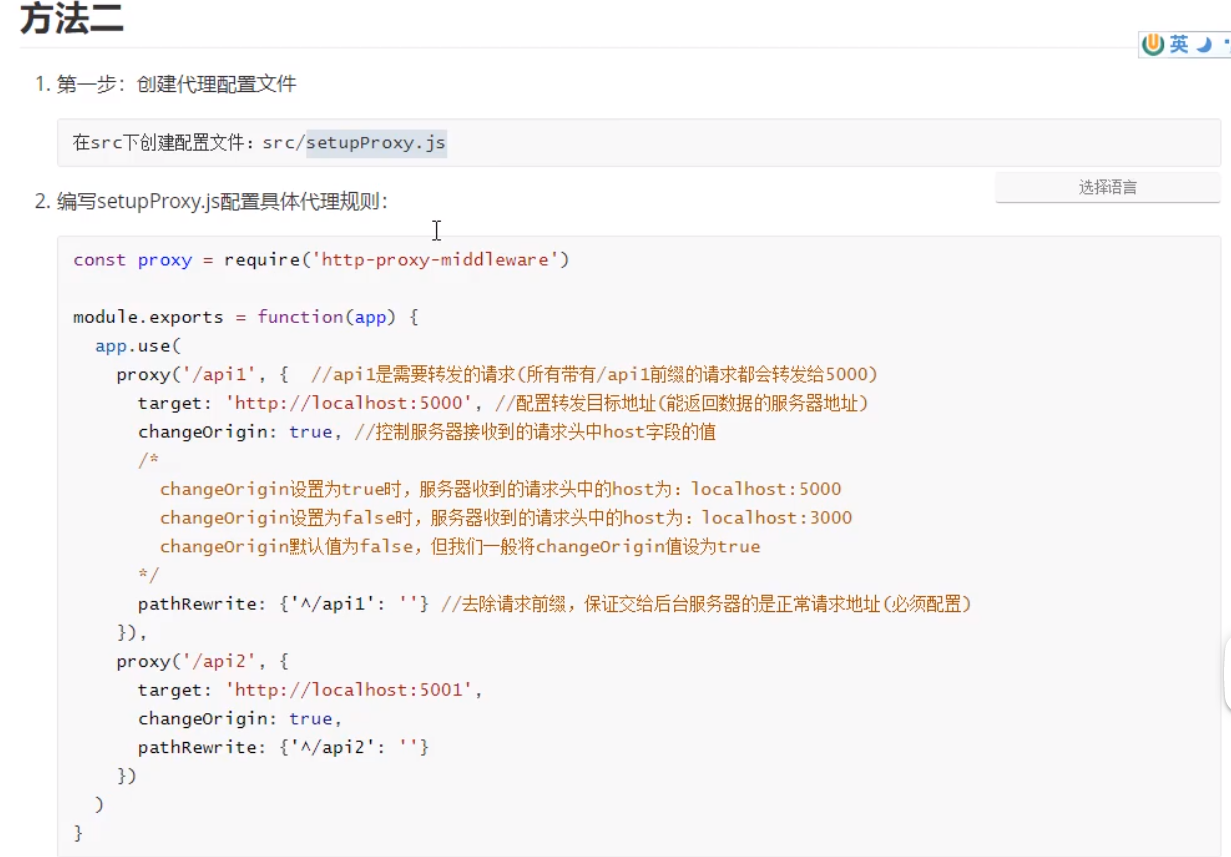 方法二
英
1. 第一步：创建代理配置文件
在src下创建配置文件：src/setupProxy.js
选择语言
2. 编写setupProxy.js配置具体代理规则：
const proxy = require('http-proxy-middleware')
module.exports = function(app) {
  app.use(
    proxy('/api1', {  //api1是需要转发的请求(所有带有/api1前缀的请求都会转发给5000)
      target: 'http://localhost:5000', //配置转发目标地址(能返回数据的服务器地址)
      changeOrigin: true, //控制服务器接收到的请求头中host字段的值
      /*
        changeOrigin设置为true时，服务器收到的请求头中的host为：localhost:5000
        changeOrigin设置为false时，服务器收到的请求头中的host为：localhost:3000
        changeOrigin默认值为false，但我们一般将changeOrigin值设为true
      */
      pathRewrite: {'^/api1': ''} //去除请求前缀，保证交给后台服务器的是正常请求地址(必须配置)
    }),
    proxy('/api2', {
      target: 'http://localhost:5001',
      changeOrigin: true,
      pathRewrite: {'^/api2': ''}
    })
  )
}